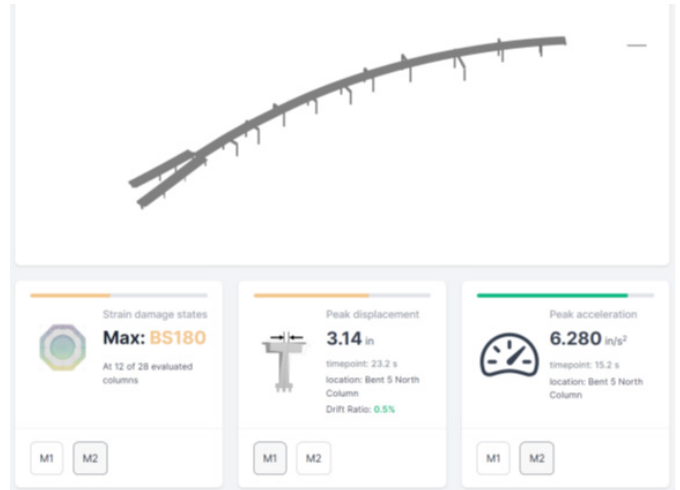 Strain damage states
Max: BS180
At 12 of 28 evaluated
columns
M1 M2
Peak displacement
3.14 in
timepoint: 23.2 s
location: Bent 5 North
Column
Drift Ratio: 0.5%
M1 M2
Peak acceleration
6.280 in/s²
timepoint: 15.2 s
location: Bent 5 North
Column
M1 M2